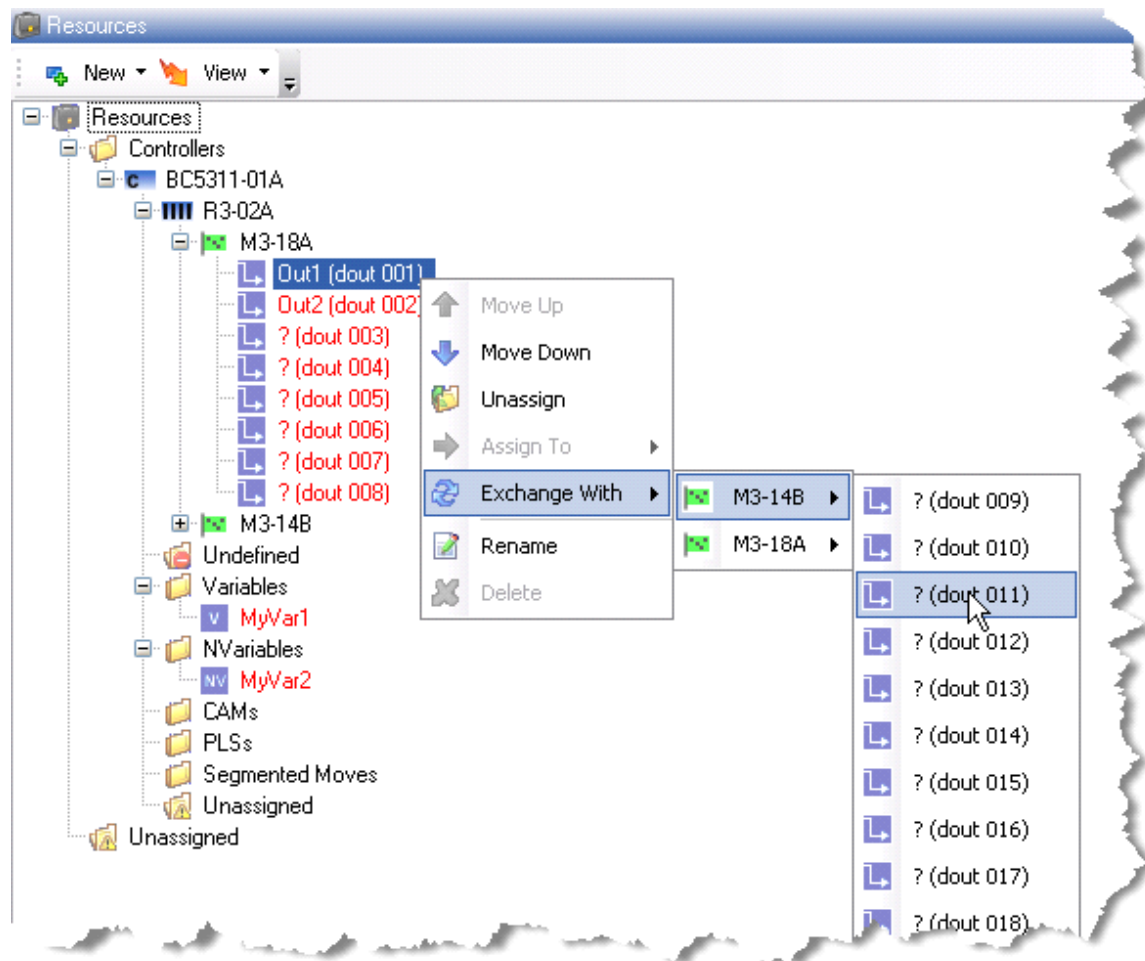 Resources
New View
Resources
Controllers
C BC5311-01A
R3-02A
M3-18A
Out1 (dout 001)
Out2 (dout 002)
? (dout 003)
? (dout 004)
? (dout 005)
? (dout 006)
? (dout 007)
? (dout 008)
M3-14B
Undefined
Variables
V MyVar1
NVariables
NV MyVar2
CAMs
PLSs
Segmented Moves
Unassigned
Unassigned
Move Up
Move Down
Unassign
Assign To
Exchange With
Rename
Delete
M3-14B
M3-18A
? (dout 009)
? (dout 010)
? (dout 011)
? (dout 012)
? (dout 013)
? (dout 014)
? (dout 015)
? (dout 016)
? (dout 017)
? (dout 018)